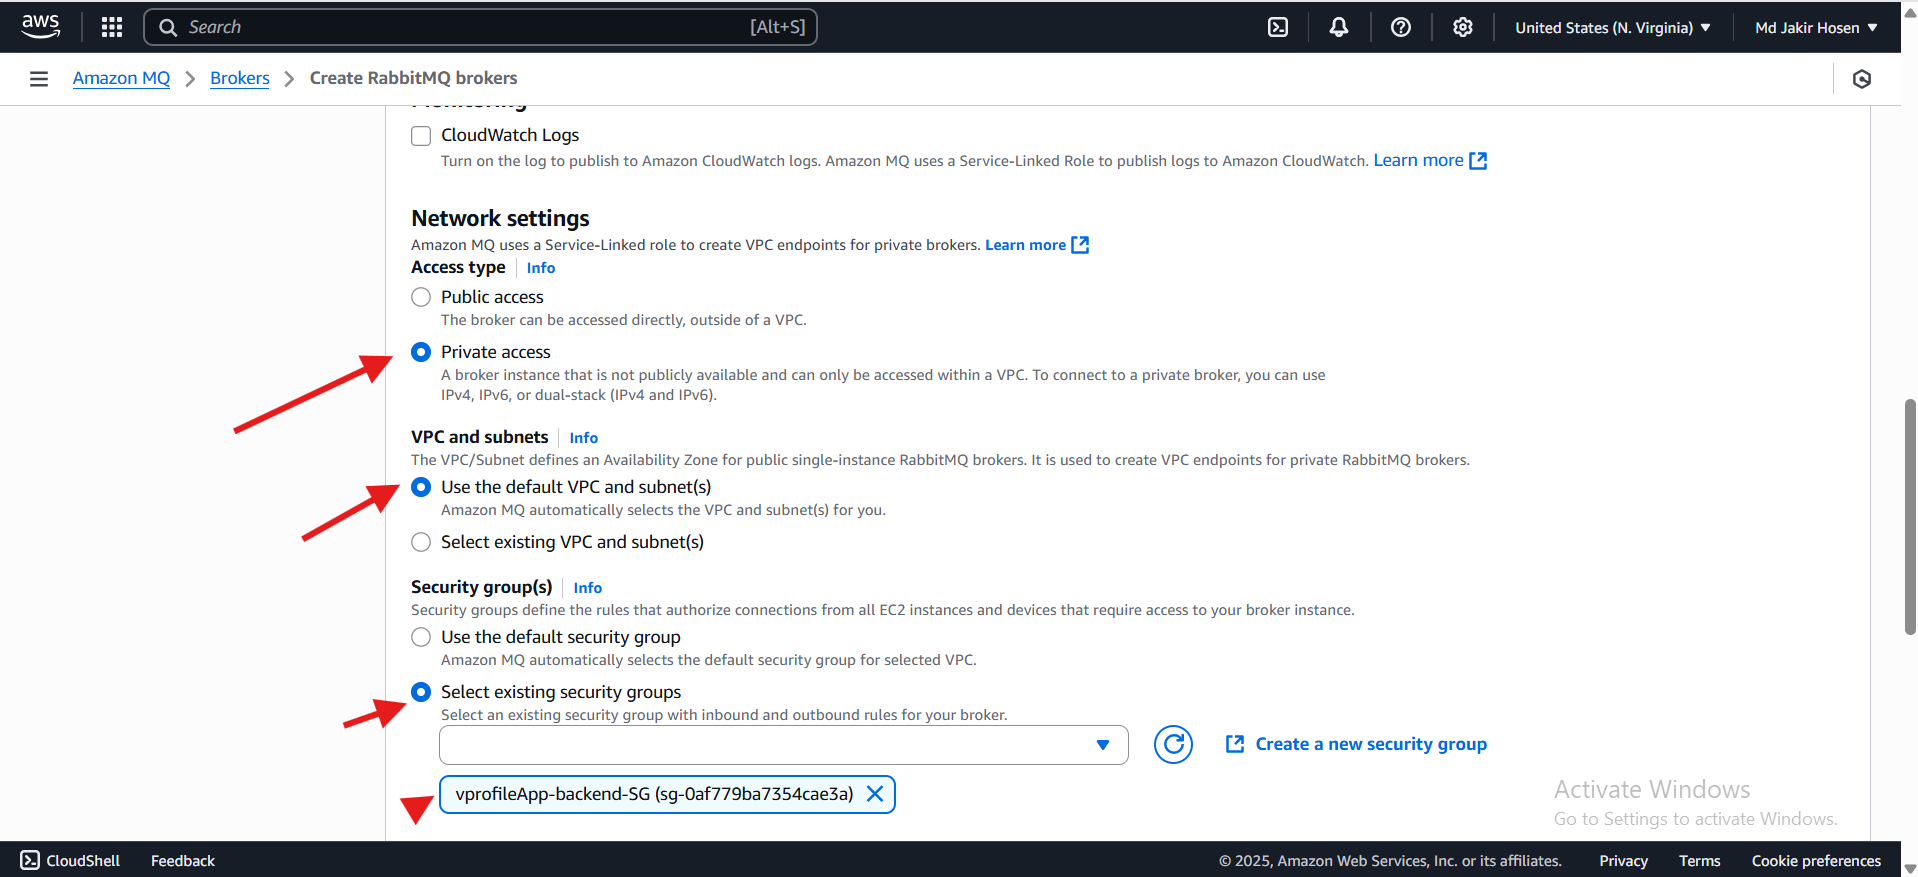 aws
Search
[Alt+S]
United States (N. Virginia)
Md Jakir Hosen
Amazon MQ
Brokers
Create RabbitMQ brokers
Monitoring
CloudWatch Logs
Turn on the log to publish to Amazon CloudWatch logs. Amazon MQ uses a Service-Linked Role to publish logs to Amazon CloudWatch. Learn more
Network settings
Amazon MQ uses a Service-Linked role to create VPC endpoints for private brokers. Learn more
Access type
Info
Public access
The broker can be accessed directly, outside of a VPC.
Private access
A broker instance that is not publicly available and can only be accessed within a VPC. To connect to a private broker, you can use
IPv4, IPv6, or dual-stack (IPv4 and IPv6).
VPC and subnets
Info
The VPC/Subnet defines an Availability Zone for public single-instance RabbitMQ brokers. It is used to create VPC endpoints for private RabbitMQ brokers.
Use the default VPC and subnet(s)
Amazon MQ automatically selects the VPC and subnet(s) for you.
Select existing VPC and subnet(s)
Security group(s)
Info
Security groups define the rules that authorize connections from all EC2 instances and devices that require access to your broker instance.
Use the default security group
Amazon MQ automatically selects the default security group for selected VPC.
Select existing security groups
Select an existing security group with inbound and outbound rules for your broker.
Create a new security group
vprofileApp-backend-SG (sg-0af779ba7354cae3a)
Activate Windows
Go to Settings to activate Windows.
CloudShell
Feedback
© 2025, Amazon Web Services, Inc. or its affiliates.
Privacy
Terms
Cookie preferences